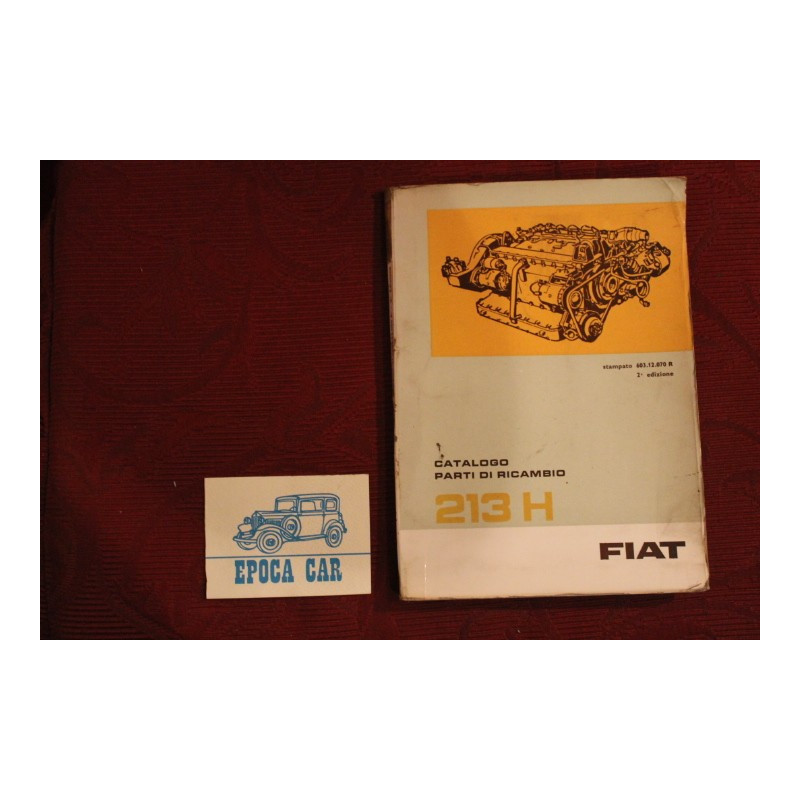 stampato 603.12.070 R
2ª edizione
CATALOGO
PARTI DI RICAMBIO
213 H
FIAT
EPOCA CAR